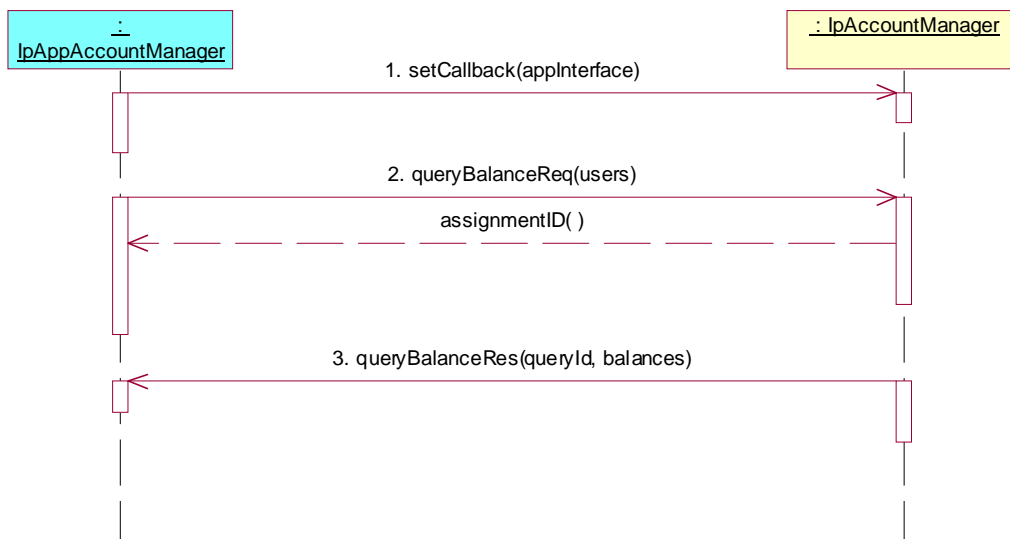 :
IpAppAccountManager
: IpAccountManager
1. setCallback(appInterface)
2. queryBalanceReq(users)
assignmentID( )
3. queryBalanceRes(queryId, balances)